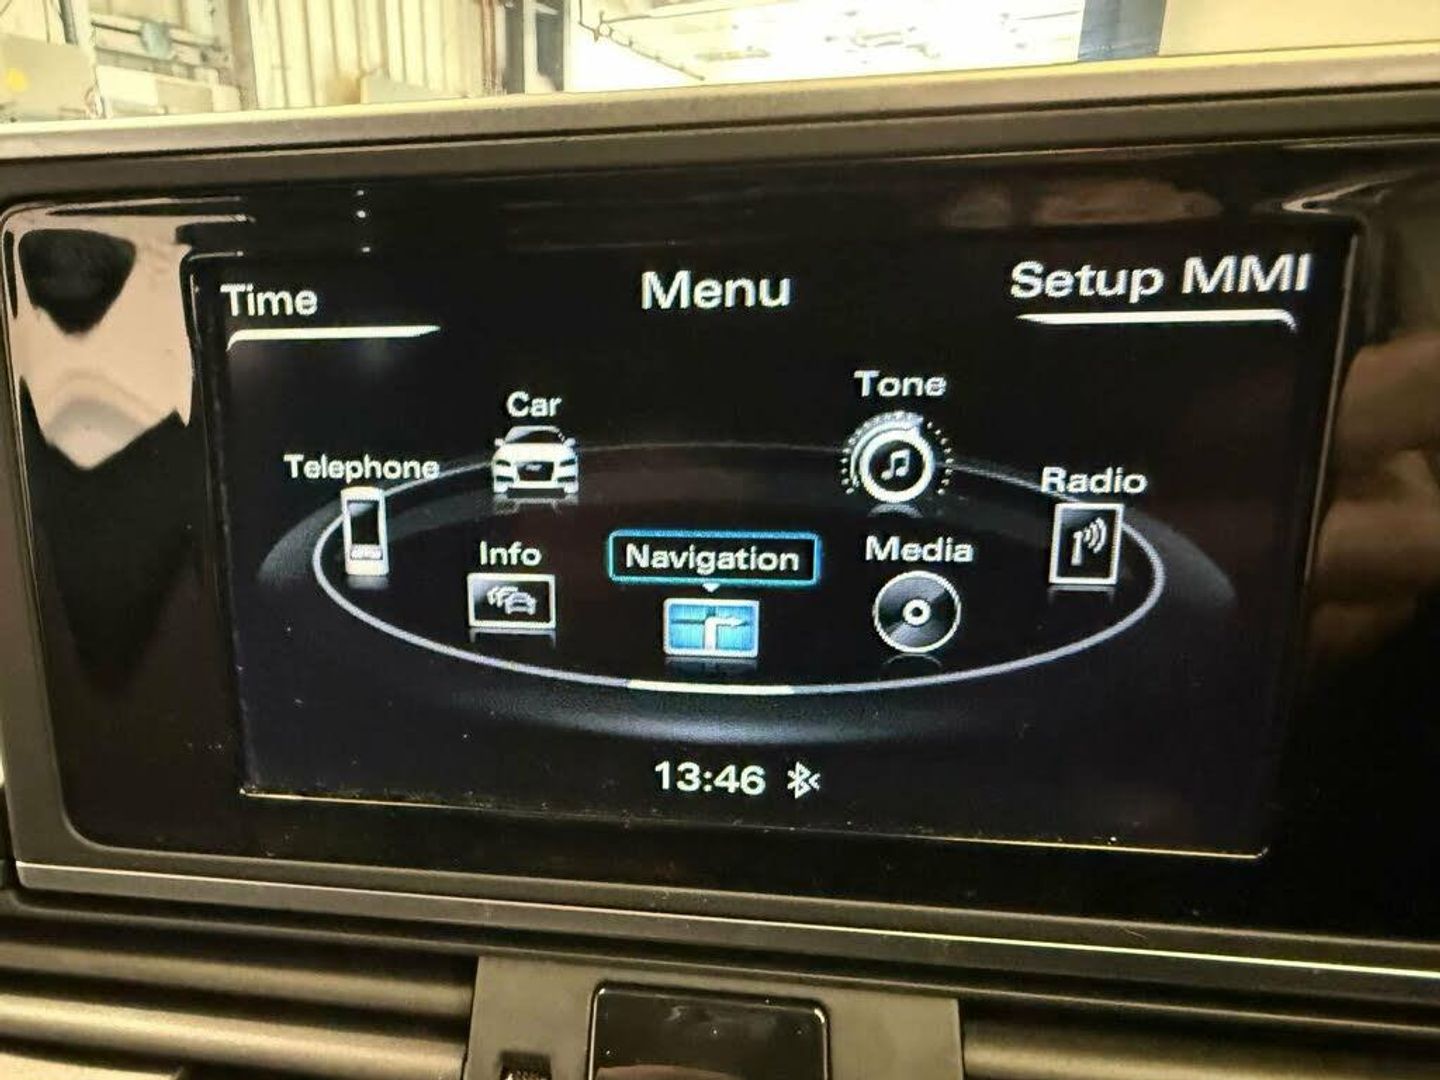 Time
Menu
Setup MMI
Car
Tone
Telephone
Radio
Info
Navigation
Media
13:46